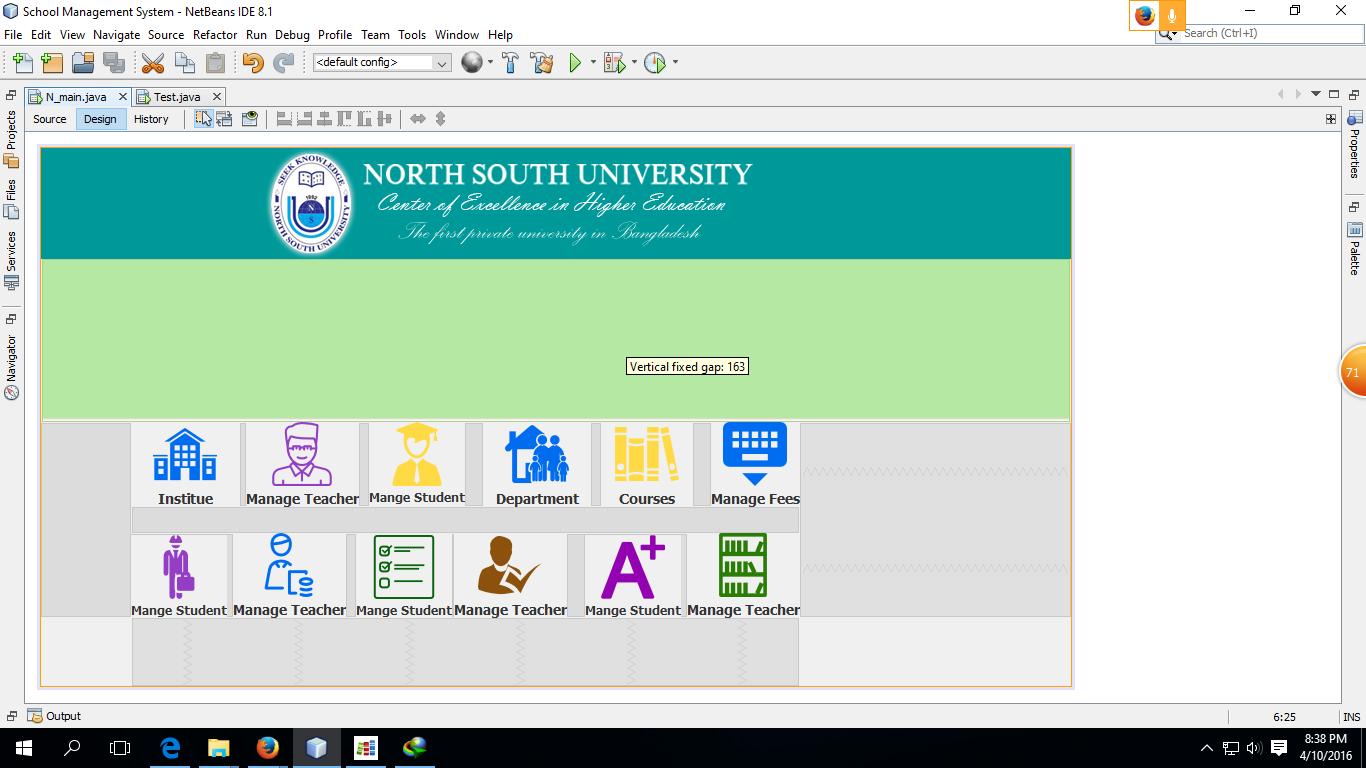 School Management System - NetBeans IDE 8.1
File Edit View Navigate Source Refactor Run Debug Profile Team Tools Window Help
Search (Ctrl+I)
<default config>
N_main.java Test.java
Source Design History
Projects
Files
Services
Navigator
Properties
Palette
SEEK KNOWLEDGE
1992
N S
NORTH SOUTH UNIVERSITY
NORTH SOUTH UNIVERSITY
Center of Excellence in Higher Education
The first private university in Bangladesh
Vertical fixed gap: 163
71
Institue Manage Teacher Mange Student Department Courses Manage Fees
A+
Mange Student Manage Teacher Mange Student Manage Teacher Mange Student Manage Teacher
Output
6:25 INS
8:38 PM
4/10/2016